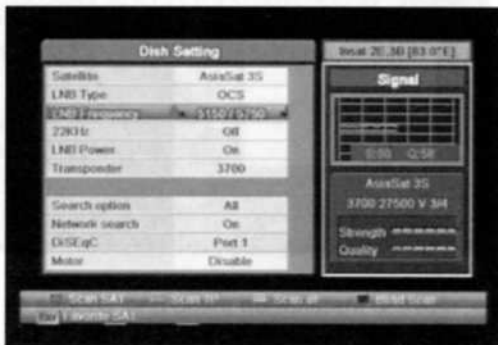 Dish Setting
Insat 2E,3B [83.0°E]
Satellite AsiaSat 3S
LNB Type OCS
LNB Frequency 5150 / 5750
22KHz Off
LNB Power On
Transponder 3700
Search option All
Network search On
DiSEqC Port 1
Motor Disable
Signal
AsiaSat 3S
3700 27500 V 3/4
Strength
Quality
Scan SAT Scan TP Scan all Blind Scan
Favorite SAT